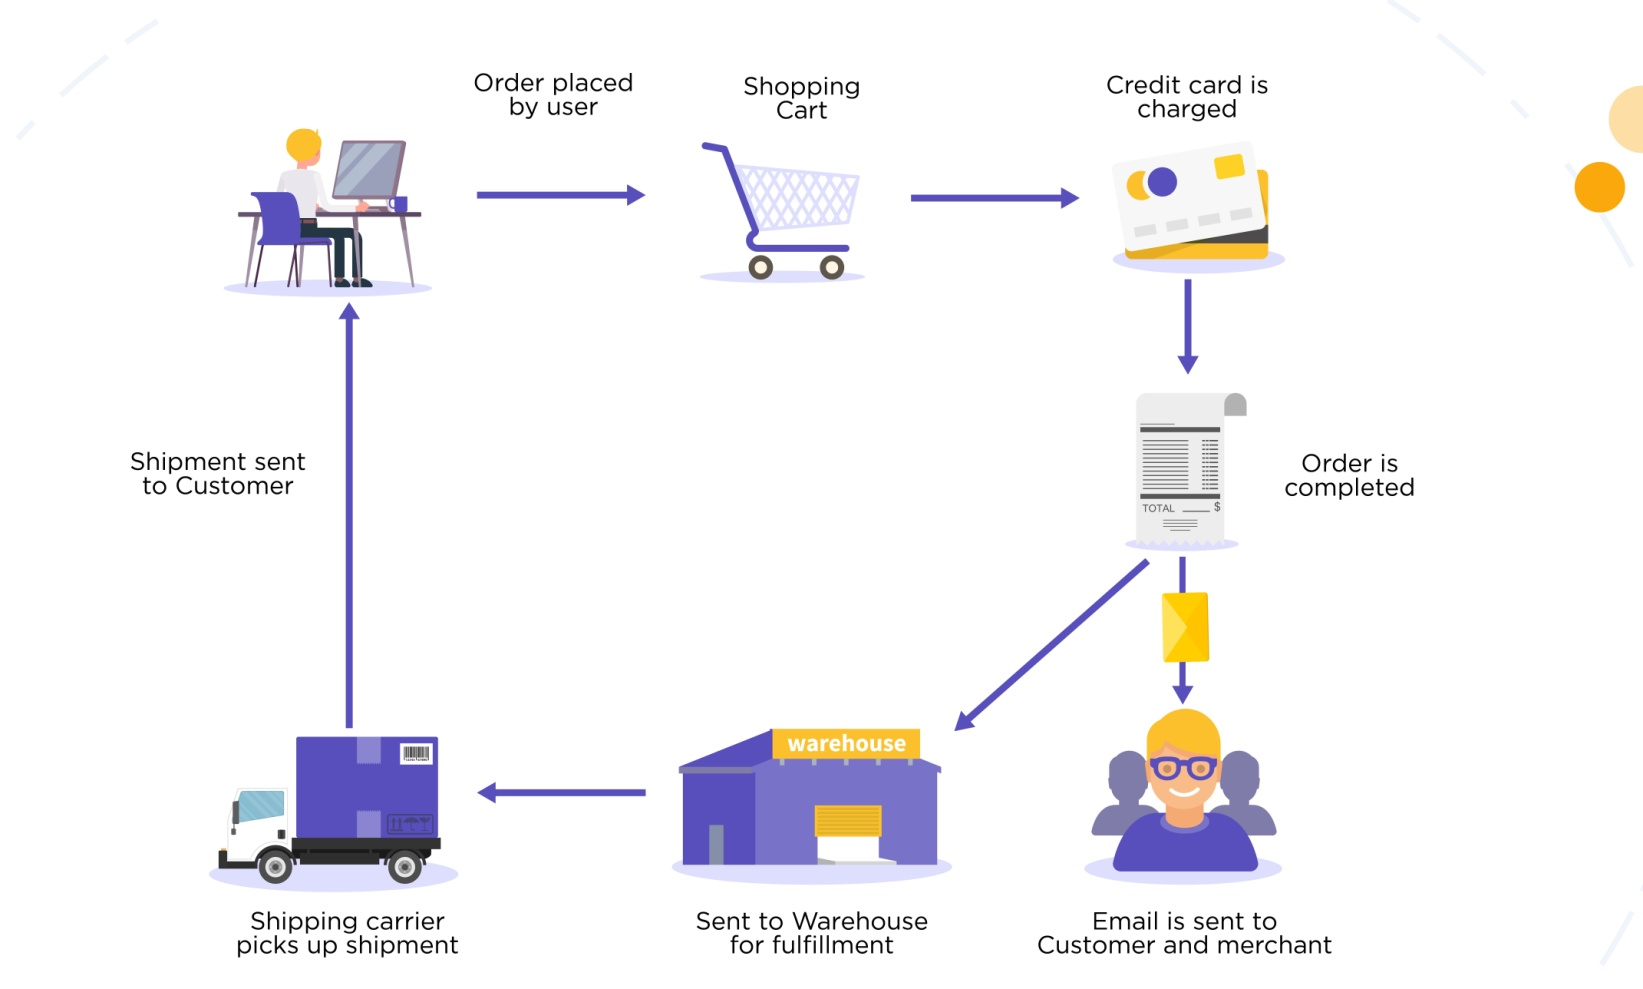 Order placed
by user
Shopping
Cart
Credit card is
charged
Shipment sent
to Customer
Order is
completed
TOTAL ____ $
warehouse
Shipping carrier
picks up shipment
Sent to Warehouse
for fulfillment
Email is sent to
Customer and merchant